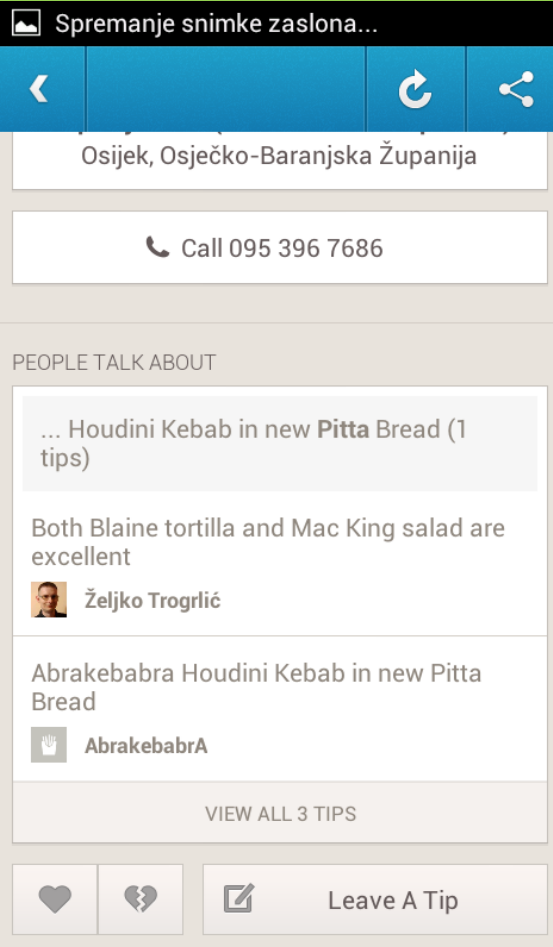 Spremanje snimke zaslona...
Osijek, Osječko-Baranjska Županija
Call 095 396 7686
PEOPLE TALK ABOUT
... Houdini Kebab in new Pitta Bread (1
tips)
Both Blaine tortilla and Mac King salad are
excellent
Željko Trogrlić
Abrakebabra Houdini Kebab in new Pitta
Bread
AbrakebabrA
VIEW ALL 3 TIPS
Leave A Tip